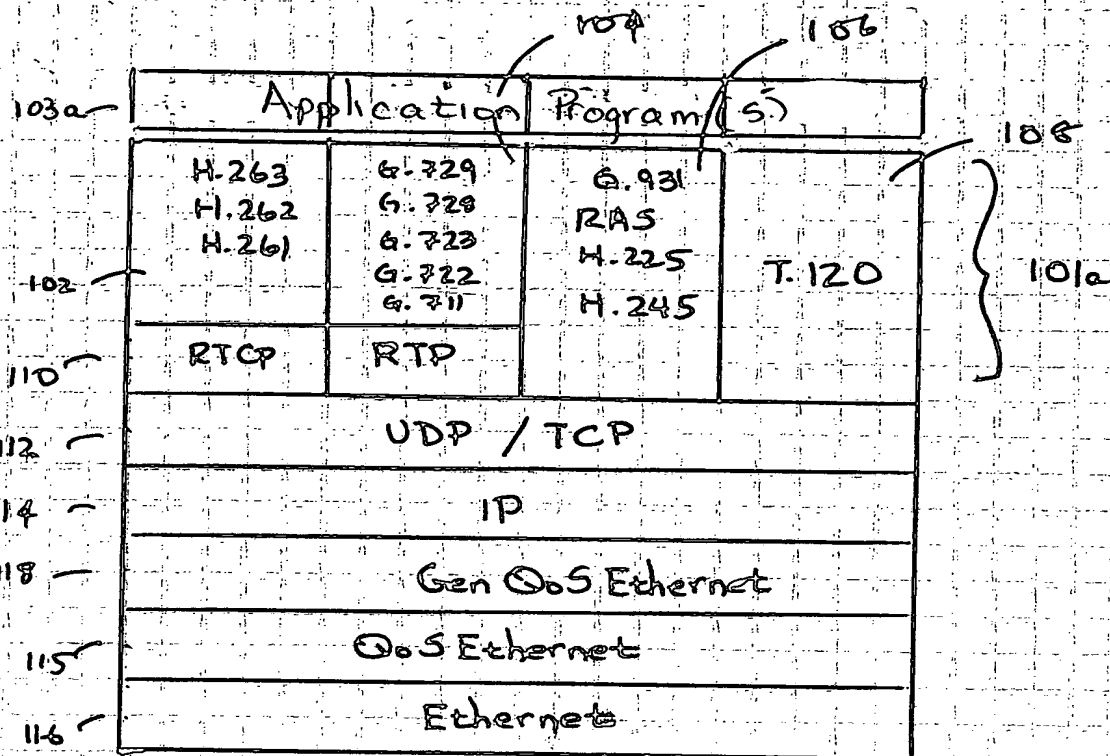 104
106
103a
Application Program(s)
108
H.263
H.262
H.261
102
G.729
G.728
G.723
G.722
G.711
Q.931
RAS
H.225
H.245
T.120
101a
110
RTCP
RTP
112
UDP / TCP
114
IP
118
Gen QoS Ethernet
115
QoS Ethernet
116
Ethernet